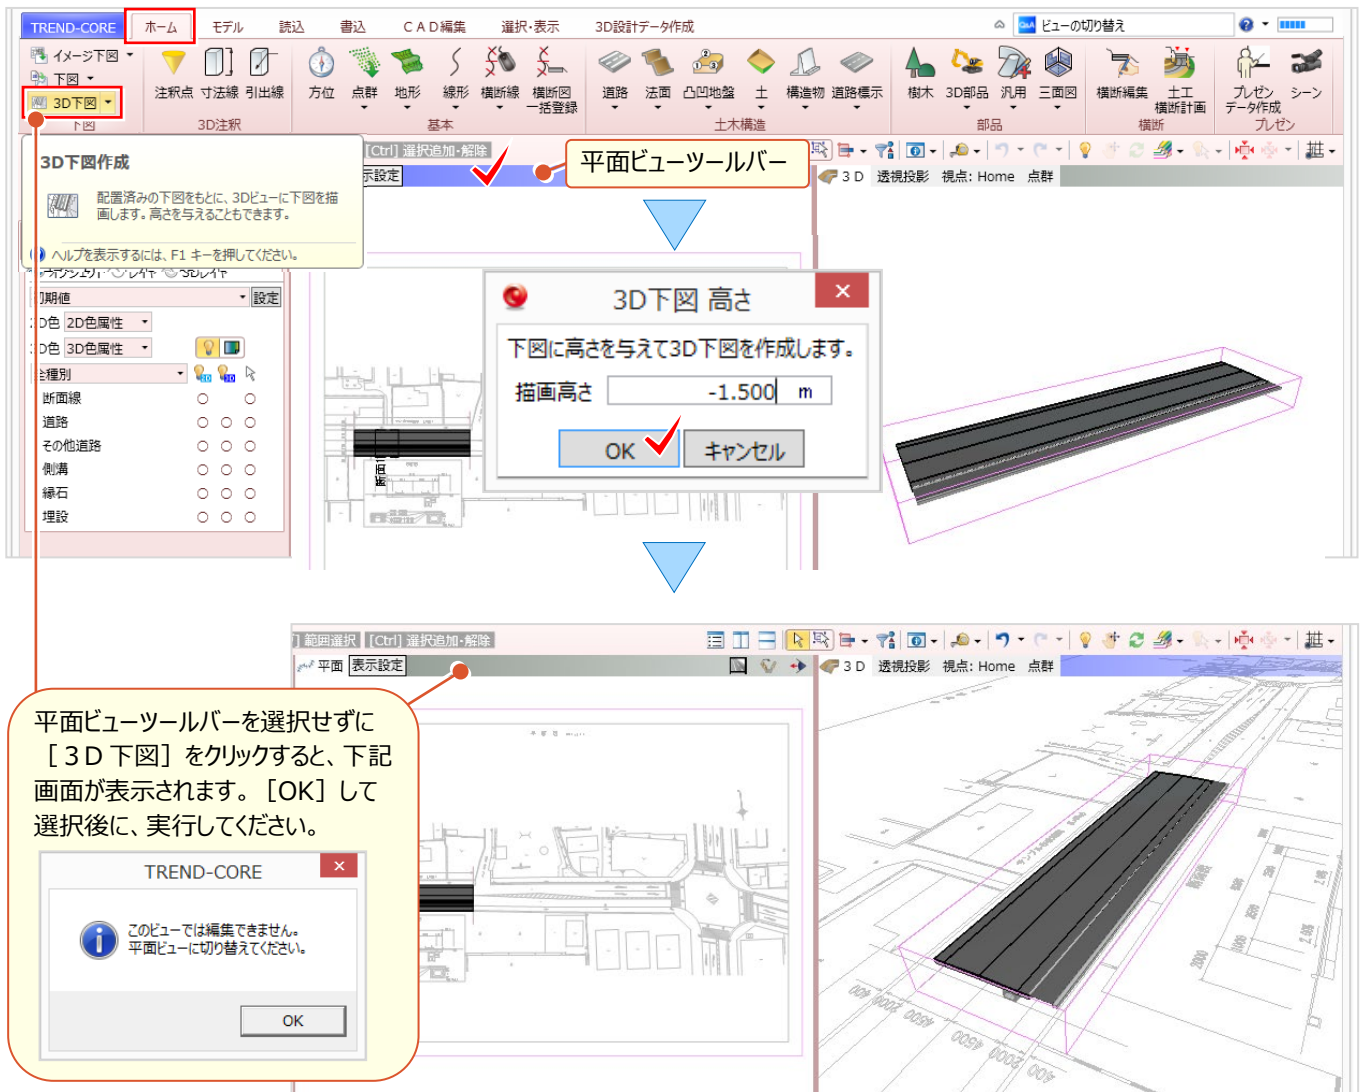 TREND-CORE ホーム モデル 読込 書込 CAD編集 選択・表示 3D設計データ作成 Q&A ビューの切り替え
イメージ下図
下図
3D下図
注釈点 寸法線 引出線 方位 点群 地形 線形 横断線 横断図一括登録 道路 法面 凸凹地盤 土 構造物 道路標示 樹木 3D部品 汎用 三面図 横断編集 土工横断計画 プレゼンデータ作成 シーン
下図 3D注釈 基本 土木構造 部品 横断 プレゼン
[Ctrl] 選択追加・解除
示設定
平面ビューツールバー
3 D 透視投影 視点: Home 点群
3D下図作成
配置済みの下図をもとに、3Dビューに下図を描
画します。高さを与えることもできます。
ヘルプを表示するには、F1 キーを押してください。
期値 設定
D色 2D色属性
D色 3D色属性
全種別
断面線
道路
その他道路
側溝
縁石
埋設
3D下図 高さ
下図に高さを与えて3D下図を作成します。
描画高さ -1.500 m
OK キャンセル
] 範囲選択 [Ctrl] 選択追加・解除
平面 表示設定
3 D 透視投影 視点: Home 点群
平面ビューツールバーを選択せずに
［３Ｄ下図］をクリックすると、下記
画面が表示されます。［OK］して
選択後に、実行してください。
TREND-CORE
このビューでは編集できません。
平面ビューに切り替えてください。
OK